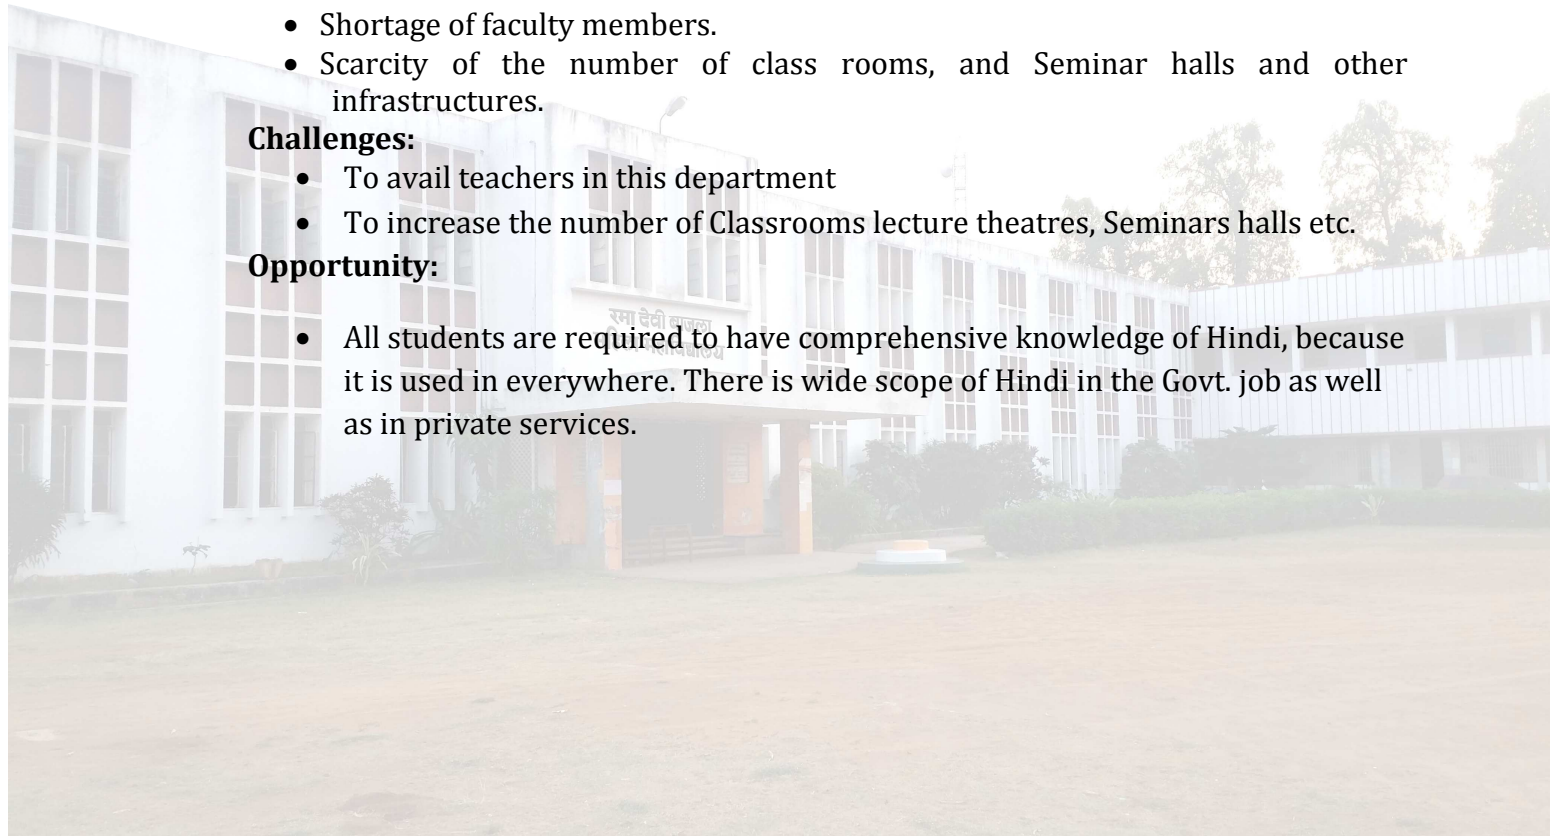 • Shortage of faculty members.
• Scarcity of the number of class rooms, and Seminar halls and other
infrastructures.
Challenges:
• To avail teachers in this department
• To increase the number of Classrooms lecture theatres, Seminars halls etc.
Opportunity:
रमा देवी बाजला
• All students are required to have comprehensive knowledge of Hindi, because
it is used in everywhere. There is wide scope of Hindi in the Govt. job as well
as in private services.